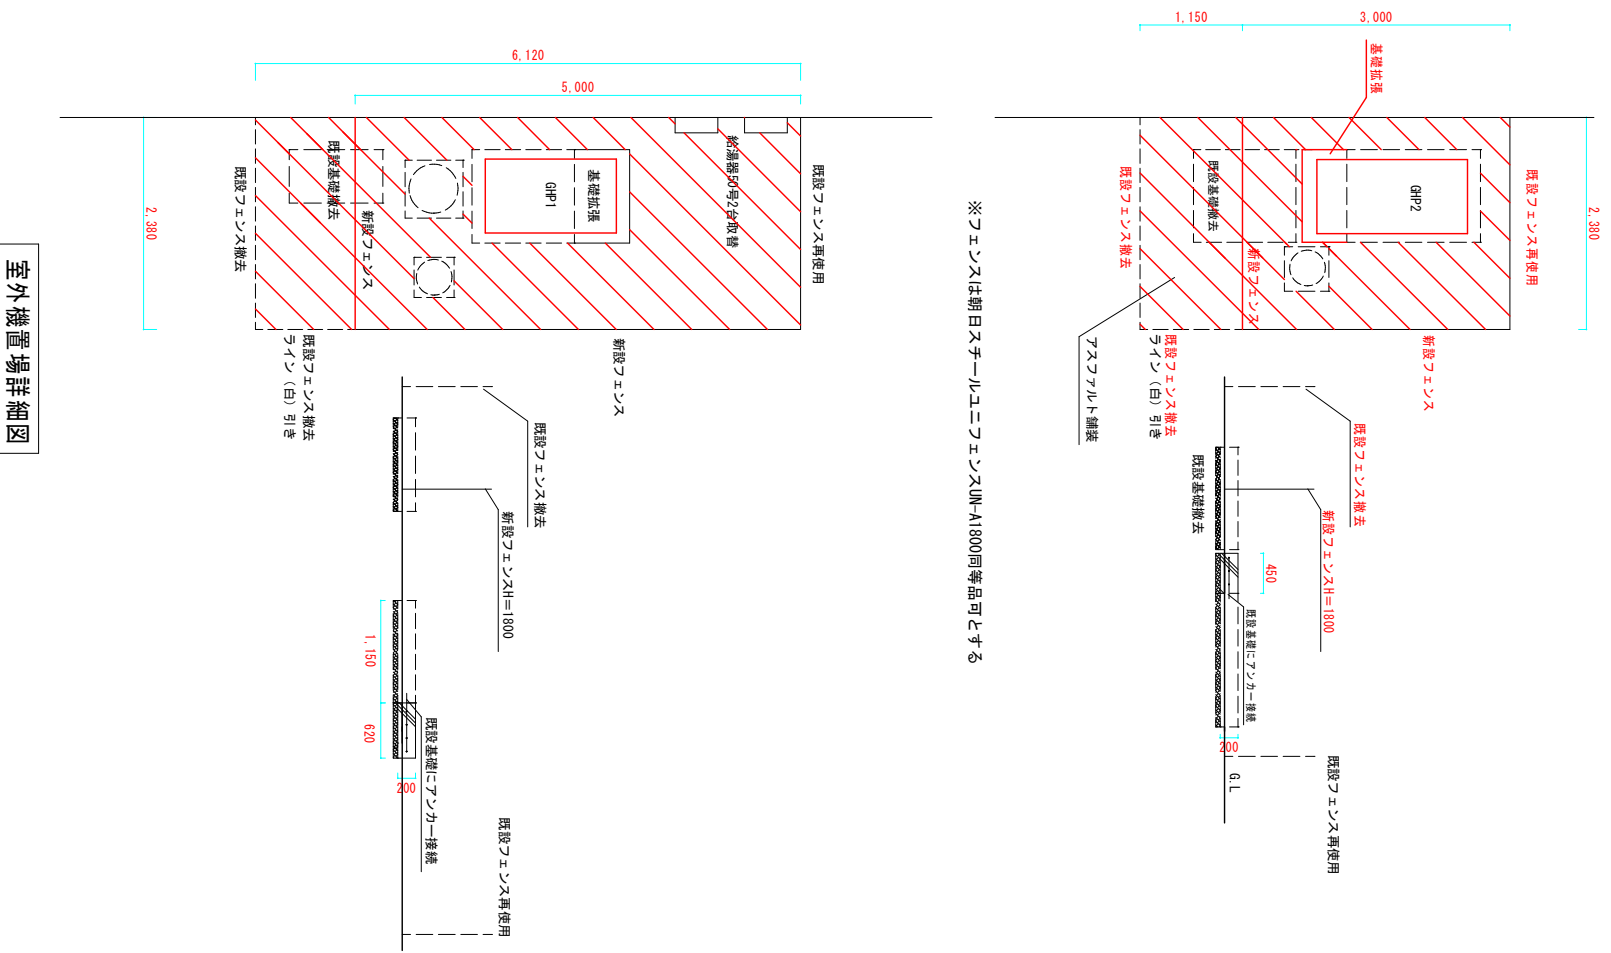 1,150
3,000
基礎拡張
2,380
既設フェンス再使用
GHP2
既設基礎撤去
既設フェンス撤去
新設フェンス
新設フェンス
既設フェンス撤去
ライン（白）引き
アスファルト舗装
既設フェンス撤去
新設フェンスH＝1800
既設基礎撤去
450
既設基礎にアンカー接続
200
G.L
既設フェンス再使用
※フェンスは朝日スチールユニフェンスUN-A1800同等品可とする
6,120
5,000
既設フェンス再使用
給湯器50号2台取替
基礎拡張
GHP1
既設基礎撤去
新設フェンス
既設フェンス撤去
2,380
新設フェンス
既設フェンス撤去
ライン（白）引き
既設フェンス撤去
新設フェンスH＝1800
1,150
620
200
既設基礎にアンカー接続
既設フェンス再使用
室外機置場詳細図